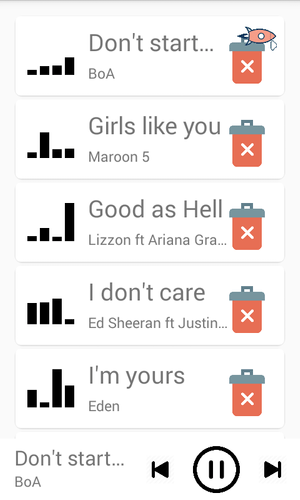 Don't start...
BoA
Girls like you
Maroon 5
Good as Hell
Lizzon ft Ariana Gra...
I don't care
Ed Sheeran ft Justin...
I'm yours
Eden
Don't start...
BoA